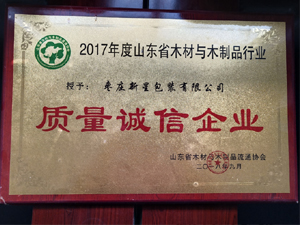 2017年度山东省木材与木制品行业
授予：枣庄新星包装有限公司
质量诚信企业
山东省木材与木制品流通协会
二〇一八年九月